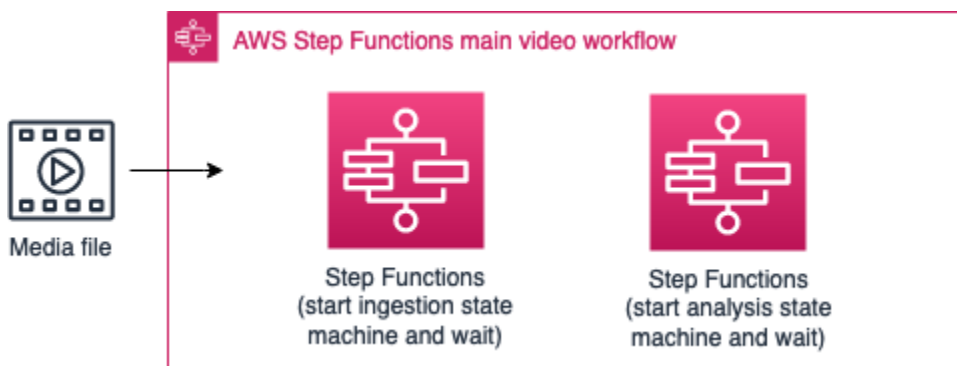 AWS Step Functions main video workflow
Media file
Step Functions
(start ingestion state
machine and wait)
Step Functions
(start analysis state
machine and wait)